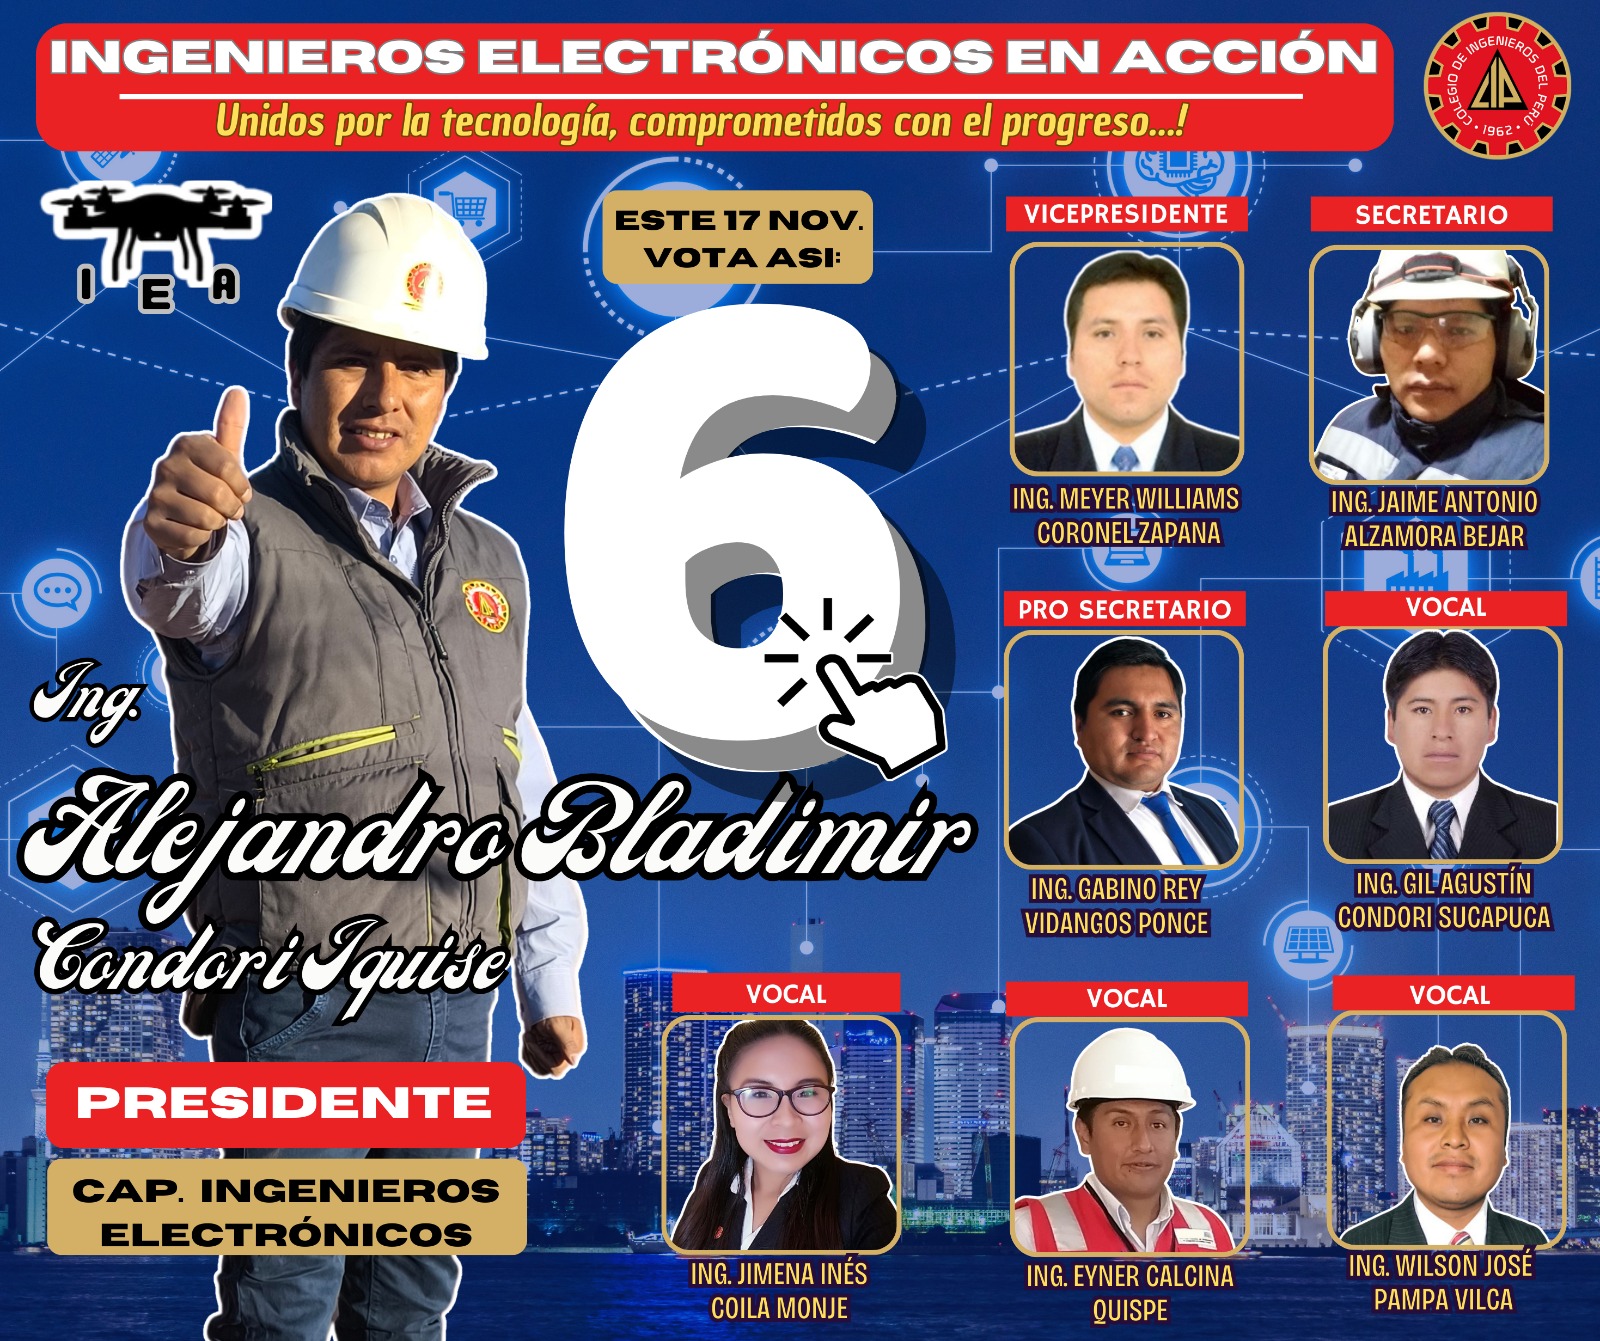 INGENIEROS ELECTRÓNICOS EN ACCIÓN
Unidos por la tecnología, comprometidos con el progreso...!
COLEGIO DE INGENIEROS DEL PERÚ
CIP
• 1962 •
I E A
ESTE 17 NOV.
VOTA ASI:
6
VICEPRESIDENTE
ING. MEYER WILLIAMS
CORONEL ZAPANA
SECRETARIO
ING. JAIME ANTONIO
ALZAMORA BEJAR
PRO SECRETARIO
ING. GABINO REY
VIDANGOS PONCE
VOCAL
ING. GIL AGUSTÍN
CONDORI SUCAPUCA
Ing.
Alejandro Bladimir
Condori Iquise
PRESIDENTE
CAP. INGENIEROS
ELECTRÓNICOS
VOCAL
ING. JIMENA INÉS
COILA MONJE
VOCAL
ING. EYNER CALCINA
QUISPE
VOCAL
ING. WILSON JOSÉ
PAMPA VILCA